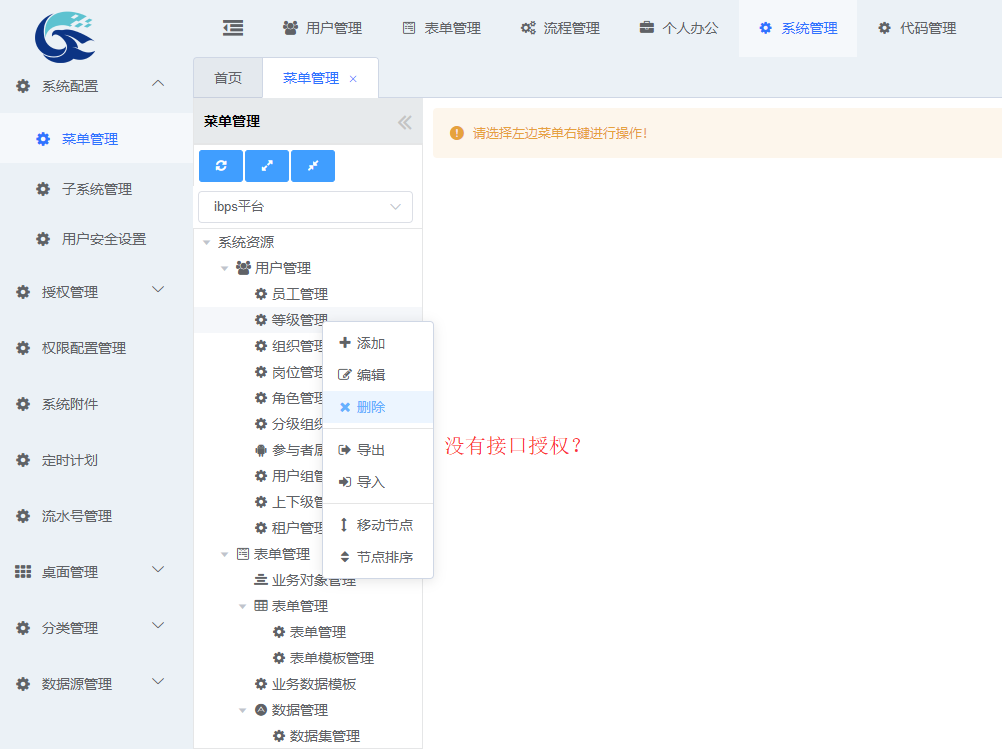 用户管理
表单管理
流程管理
个人办公
系统管理
代码管理
系统配置
菜单管理
子系统管理
用户安全设置
授权管理
权限配置管理
系统附件
定时计划
流水号管理
桌面管理
分类管理
数据源管理
首页
菜单管理 ×
菜单管理
请选择左边菜单右键进行操作!
ibps平台
系统资源
用户管理
员工管理
等级管理
组织管理
岗位管理
角色管理
分级组织
参与者属
用户组管
上下级管
租户管理
表单管理
业务对象管理
表单管理
表单管理
表单模板管理
业务数据模板
数据管理
数据集管理
添加
编辑
删除
导出
导入
移动节点
节点排序
没有接口授权?